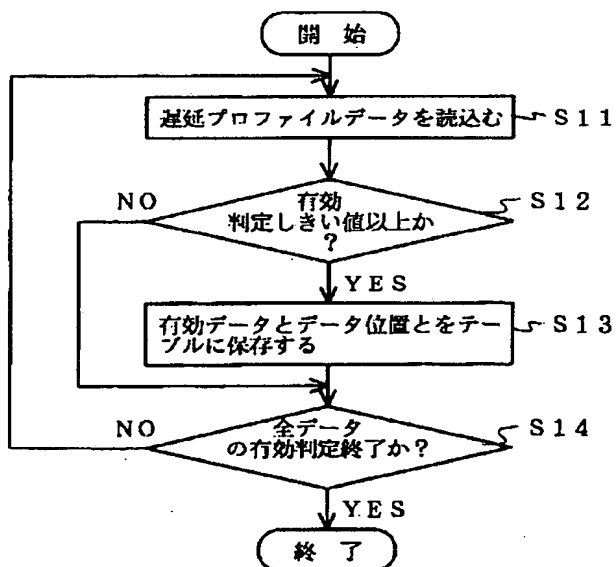 開 始
遅延プロファイルデータを読込む
S11
NO
有効
判定しきい値以上か
?
S12
YES
有効データとデータ位置とをテー
ブルに保存する
S13
NO
全データ
の有効判定終了か?
S14
YES
終 了